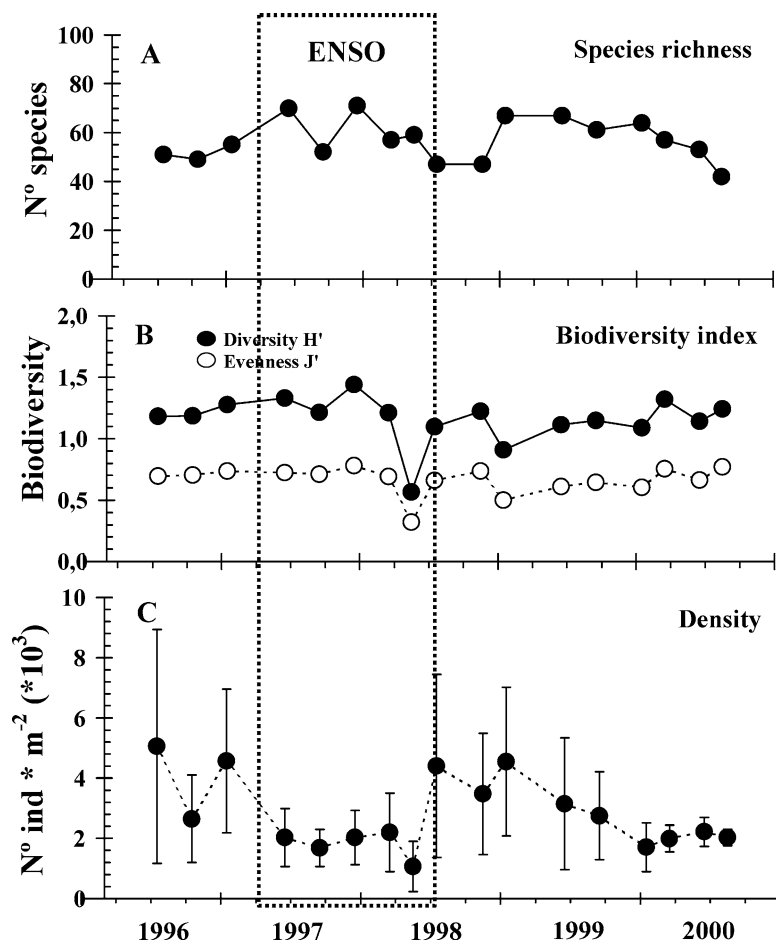 A
ENSO
Species richness
Nº species
100
80
60
40
20
0
B
Biodiversity index
Diversity H'
Evenness J'
Biodiversity
2,0
1,5
1,0
0,5
0,0
C
Density
Nº ind * m⁻² (*10³)
10
8
6
4
2
0
1996 1997 1998 1999 2000